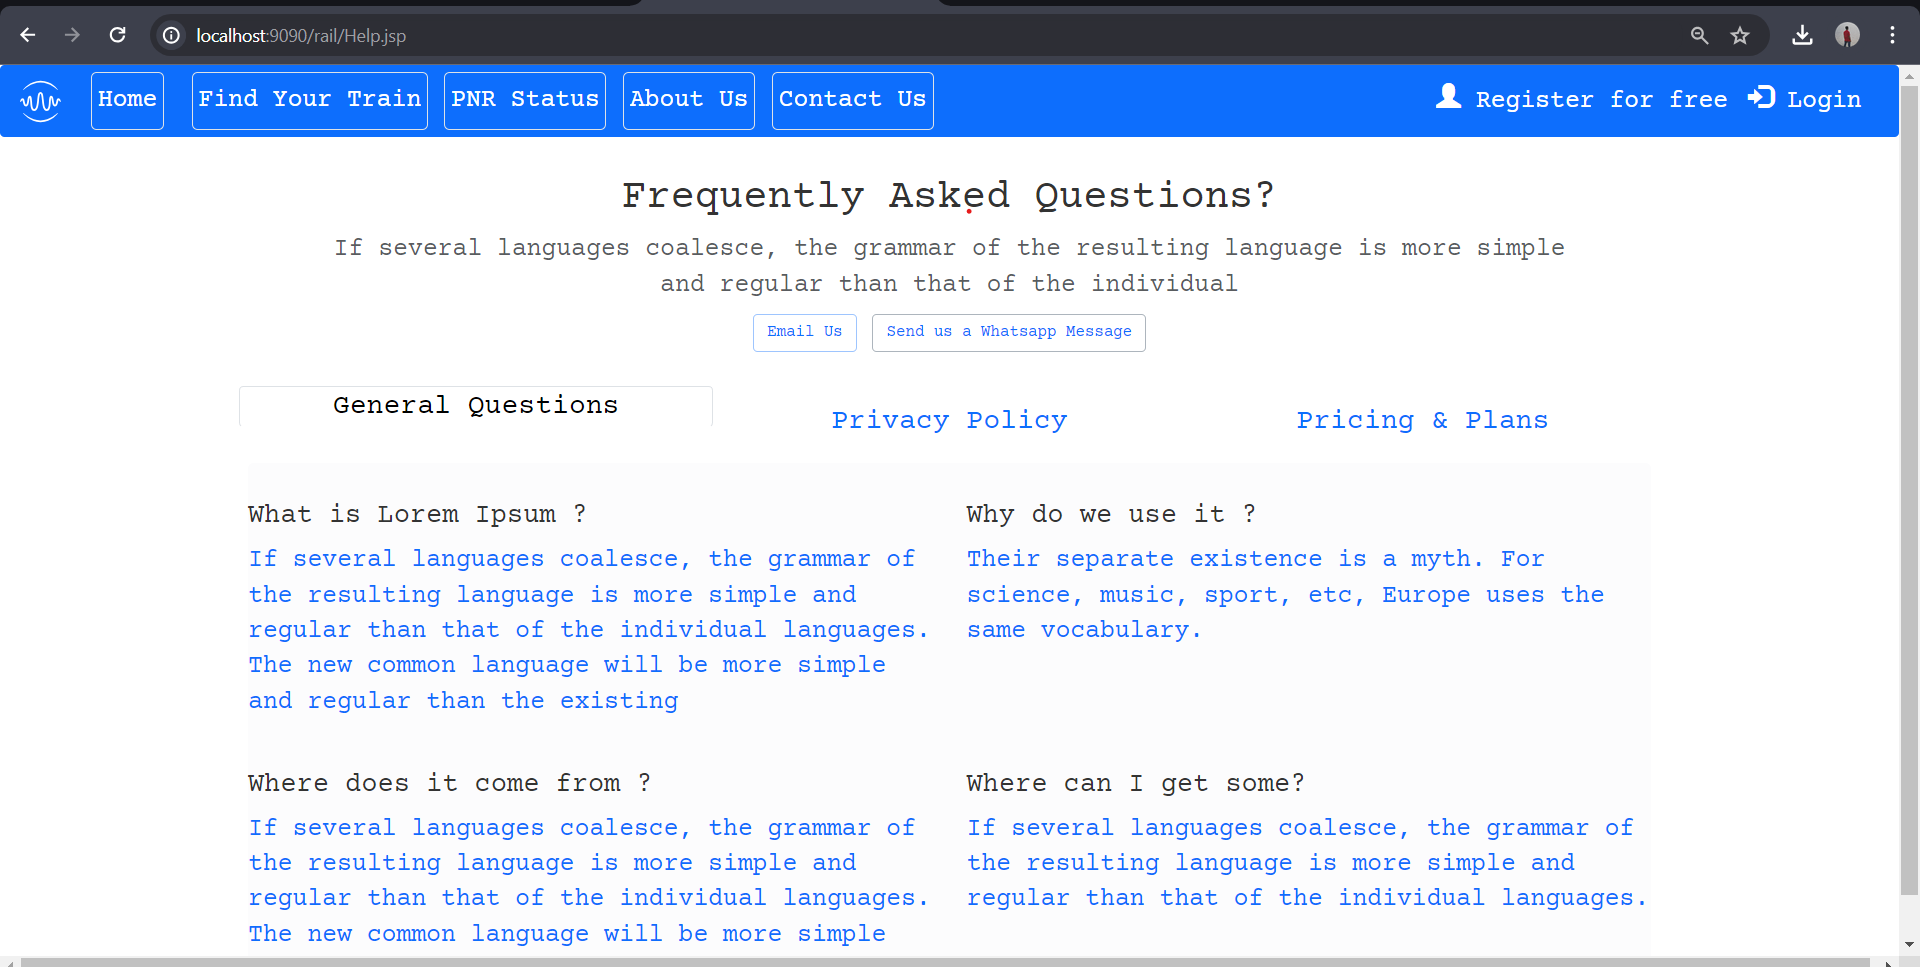 localhost:9090/rail/Help.jsp
Home Find Your Train PNR Status About Us Contact Us Register for free Login
Frequently Asked Questions?
If several languages coalesce, the grammar of the resulting language is more simple
and regular than that of the individual
Email Us Send us a Whatsapp Message
General Questions Privacy Policy Pricing & Plans
What is Lorem Ipsum ?
If several languages coalesce, the grammar of
the resulting language is more simple and
regular than that of the individual languages.
The new common language will be more simple
and regular than the existing
Why do we use it ?
Their separate existence is a myth. For
science, music, sport, etc, Europe uses the
same vocabulary.
Where does it come from ?
If several languages coalesce, the grammar of
the resulting language is more simple and
regular than that of the individual languages.
The new common language will be more simple
Where can I get some?
If several languages coalesce, the grammar of
the resulting language is more simple and
regular than that of the individual languages.